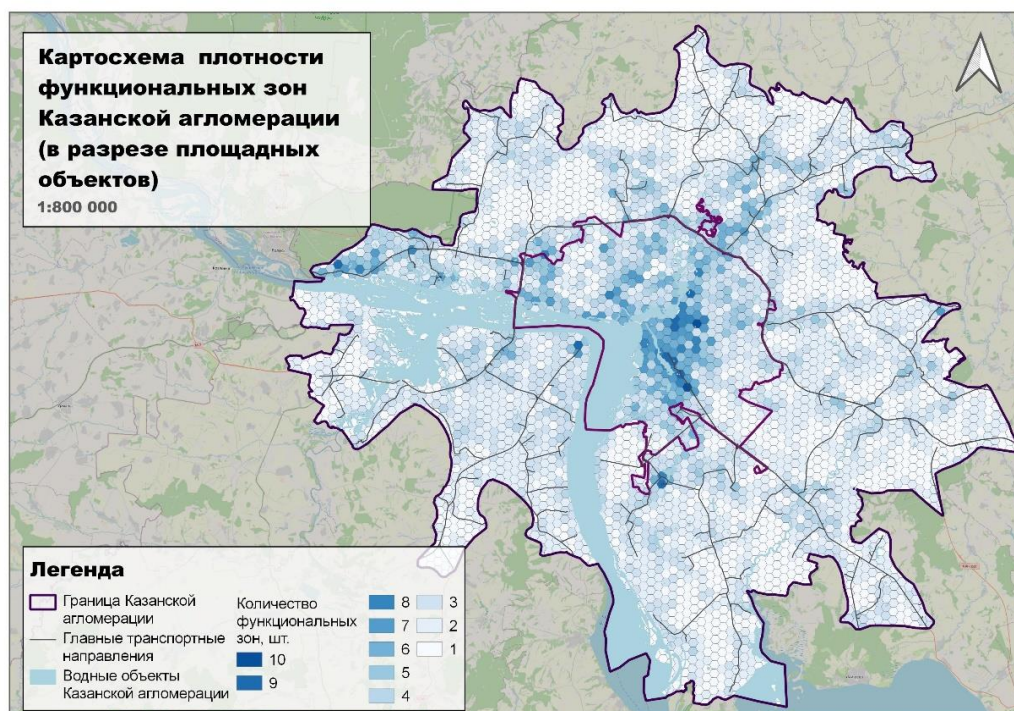 Картосхема плотности
функциональных зон
Казанской агломерации
(в разрезе площадных
объектов)
1:800 000
Легенда
Граница Казанской
агломерации
Главные транспортные
направления
Водные объекты
Казанской агломерации
Количество
функциональных
зон, шт.
10
9
8
7
6
5
4
3
2
1